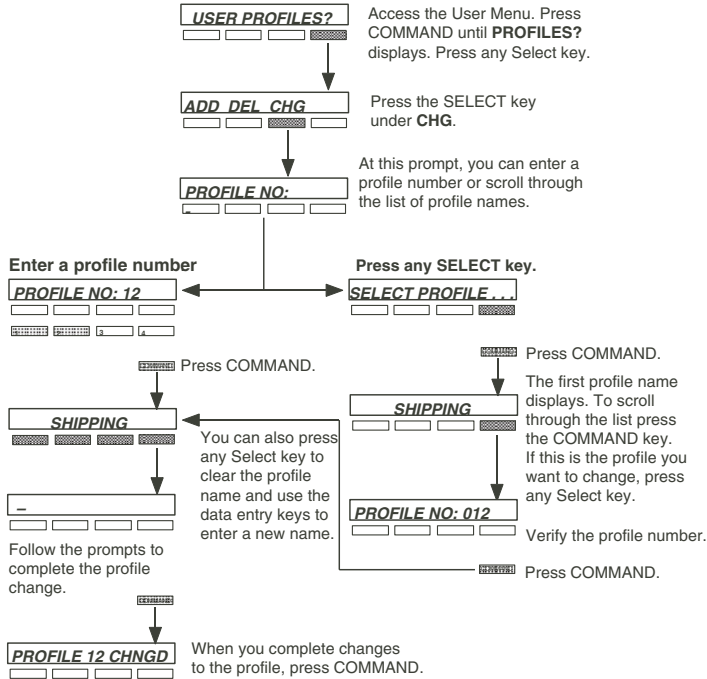 USER PROFILES?
Access the User Menu. Press
COMMAND until PROFILES?
displays. Press any Select key.
ADD DEL CHG
Press the SELECT key
under CHG.
At this prompt, you can enter a
profile number or scroll through
the list of profile names.
PROFILE NO:
_
Enter a profile number
PROFILE NO: 12
1 2 3 4
Press COMMAND.
Press any SELECT key.
SELECT PROFILE . . .
COMMAND Press COMMAND.
The first profile name
displays. To scroll
through the list press
the COMMAND key.
If this is the profile you
want to change, press
any Select key.
SHIPPING
PROFILE NO: 012
Verify the profile number.
Press COMMAND.
SHIPPING
You can also press
any Select key to
clear the profile
name and use the
data entry keys to
enter a new name.
_
Follow the prompts to
complete the profile
change.
COMMAND
PROFILE 12 CHNGD
When you complete changes
to the profile, press COMMAND.